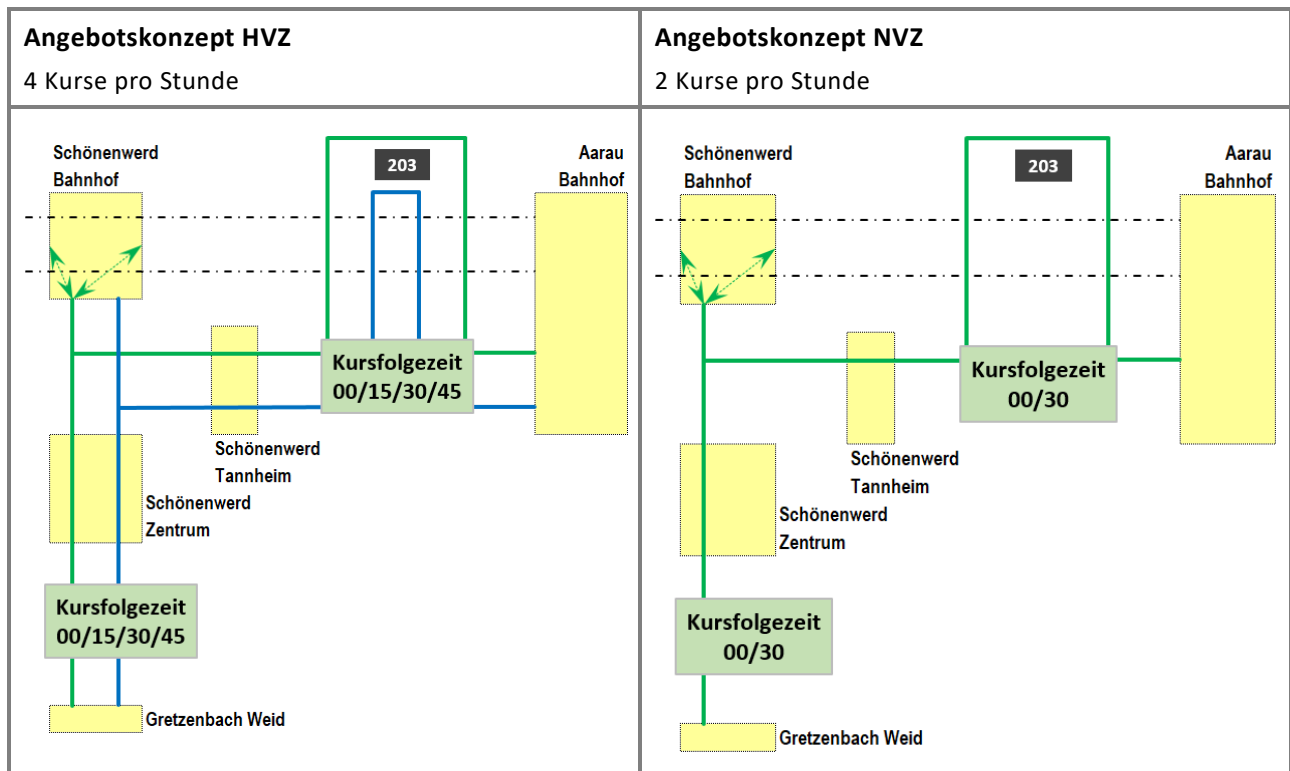 Angebotskonzept HVZ
4 Kurse pro Stunde
Schönenwerd
Bahnhof
203
Aarau
Bahnhof
Kursfolgezeit
00/15/30/45
Schönenwerd
Tannheim
Schönenwerd
Zentrum
Kursfolgezeit
00/15/30/45
Gretzenbach Weid
Angebotskonzept NVZ
2 Kurse pro Stunde
Schönenwerd
Bahnhof
203
Aarau
Bahnhof
Kursfolgezeit
00/30
Schönenwerd
Tannheim
Schönenwerd
Zentrum
Kursfolgezeit
00/30
Gretzenbach Weid